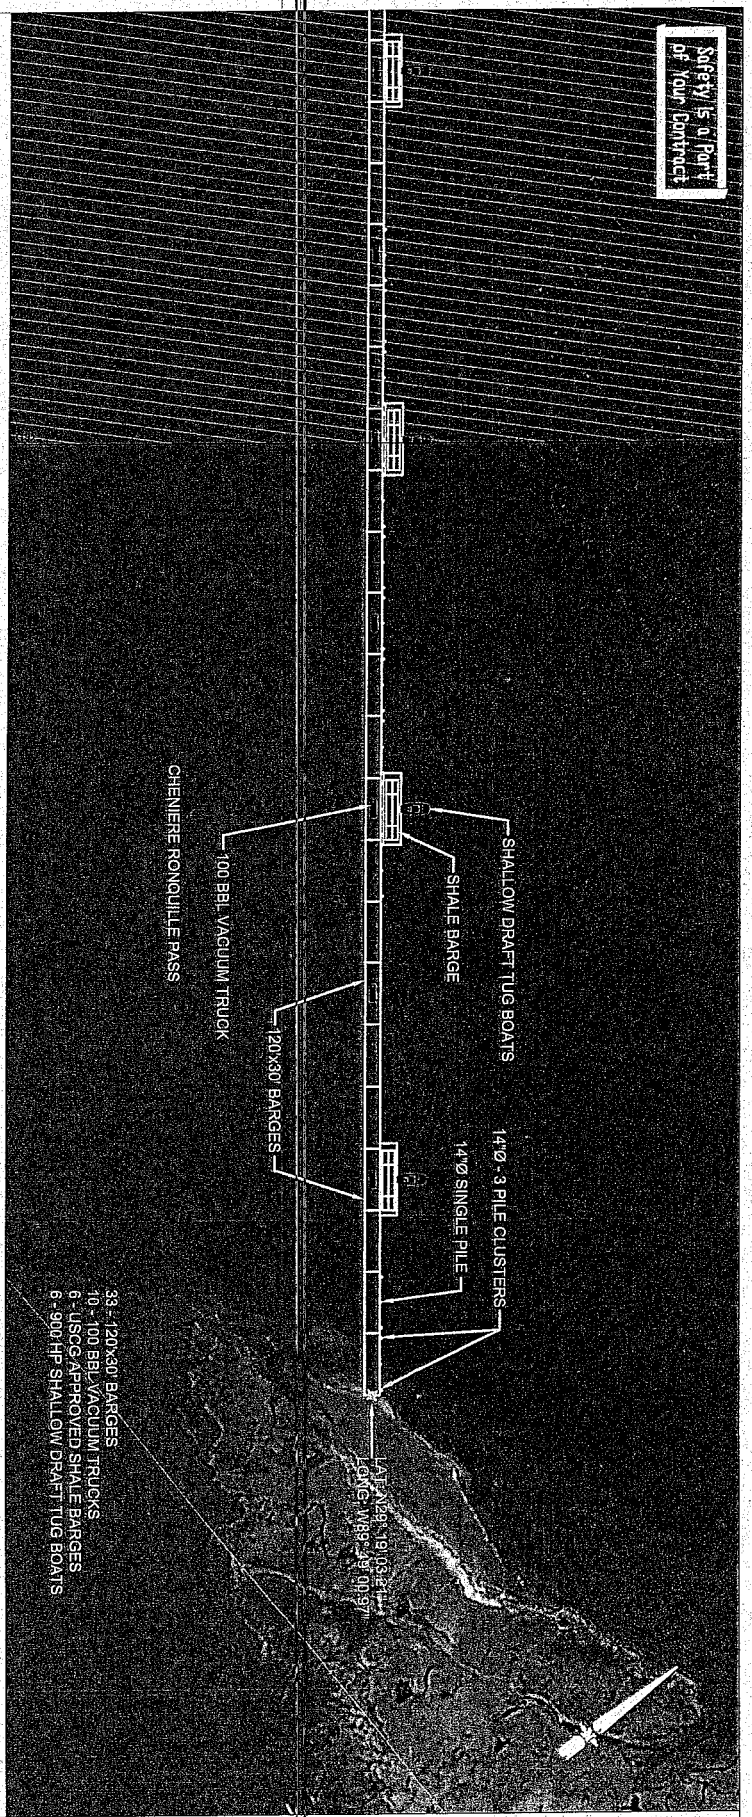 Safety is a Part
of Your Contract
SHALLOW DRAFT TUG BOATS
SHALE BARGE
14"Ø - 3 PILE CLUSTERS
14"Ø SINGLE PILE
100 BBL VACUUM TRUCK
CHENIERE RONQUILLE PASS
120'x30' BARGES
LAT:
LONG:
33 - 120'x30' BARGES
10 - 100 BBL VACUUM TRUCKS
6 - USCG APPROVED SHALE BARGES
6 - 900 HP SHALLOW DRAFT TUG BOATS